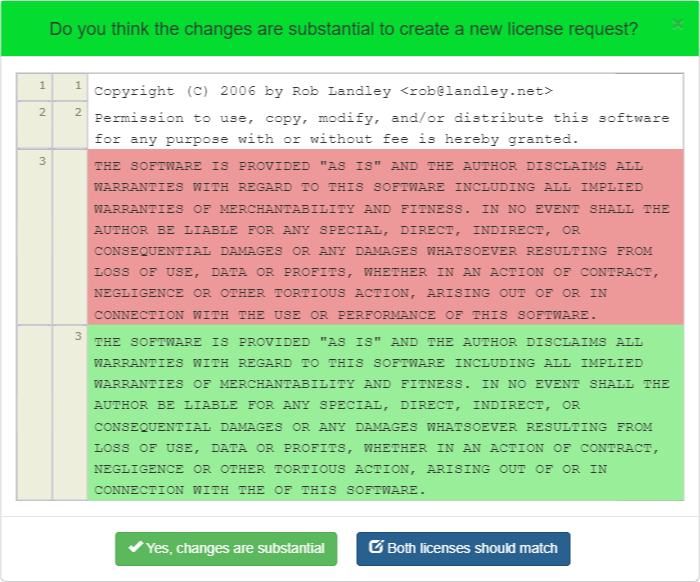 Do you think the changes are substantial to create a new license request? ×
1 1 Copyright (C) 2006 by Rob Landley <rob@landley.net>
2 2 Permission to use, copy, modify, and/or distribute this software
for any purpose with or without fee is hereby granted.
3 THE SOFTWARE IS PROVIDED "AS IS" AND THE AUTHOR DISCLAIMS ALL
WARRANTIES WITH REGARD TO THIS SOFTWARE INCLUDING ALL IMPLIED
WARRANTIES OF MERCHANTABILITY AND FITNESS. IN NO EVENT SHALL THE
AUTHOR BE LIABLE FOR ANY SPECIAL, DIRECT, INDIRECT, OR
CONSEQUENTIAL DAMAGES OR ANY DAMAGES WHATSOEVER RESULTING FROM
LOSS OF USE, DATA OR PROFITS, WHETHER IN AN ACTION OF CONTRACT,
NEGLIGENCE OR OTHER TORTIOUS ACTION, ARISING OUT OF OR IN
CONNECTION WITH THE USE OR PERFORMANCE OF THIS SOFTWARE.
3 THE SOFTWARE IS PROVIDED "AS IS" AND THE AUTHOR DISCLAIMS ALL
WARRANTIES WITH REGARD TO THIS SOFTWARE INCLUDING ALL IMPLIED
WARRANTIES OF MERCHANTABILITY AND FITNESS. IN NO EVENT SHALL THE
AUTHOR BE LIABLE FOR ANY SPECIAL, DIRECT, INDIRECT, OR
CONSEQUENTIAL DAMAGES OR ANY DAMAGES WHATSOEVER RESULTING FROM
LOSS OF USE, DATA OR PROFITS, WHETHER IN AN ACTION OF CONTRACT,
NEGLIGENCE OR OTHER TORTIOUS ACTION, ARISING OUT OF OR IN
CONNECTION WITH THE OF THIS SOFTWARE.
Yes, changes are substantial
Both licenses should match